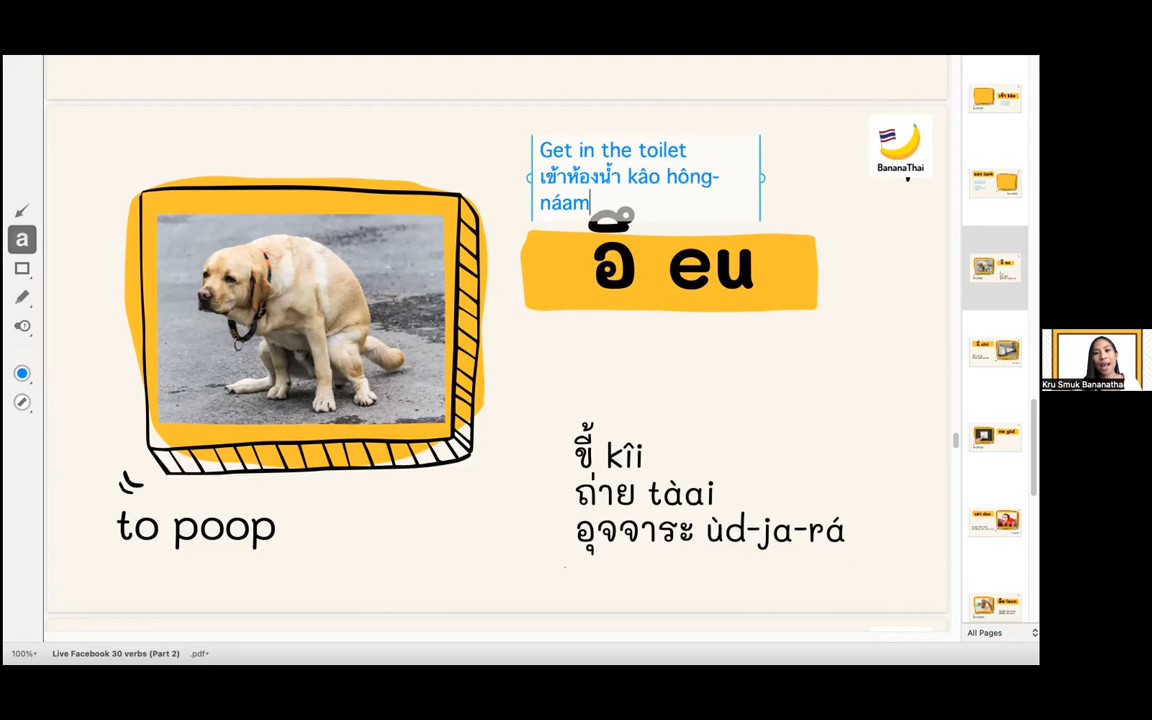 Get in the toilet
เข้าห้องน้ำ kâo hông-
náam
BananaThai
อึ eu
to poop
ขี้ kîi
ถ่าย tàai
อุจจาระ ùd-ja-rá
a
Kru Smuk Bananathai
All Pages
100%
Live Facebook 30 verbs (Part 2)
.pdf